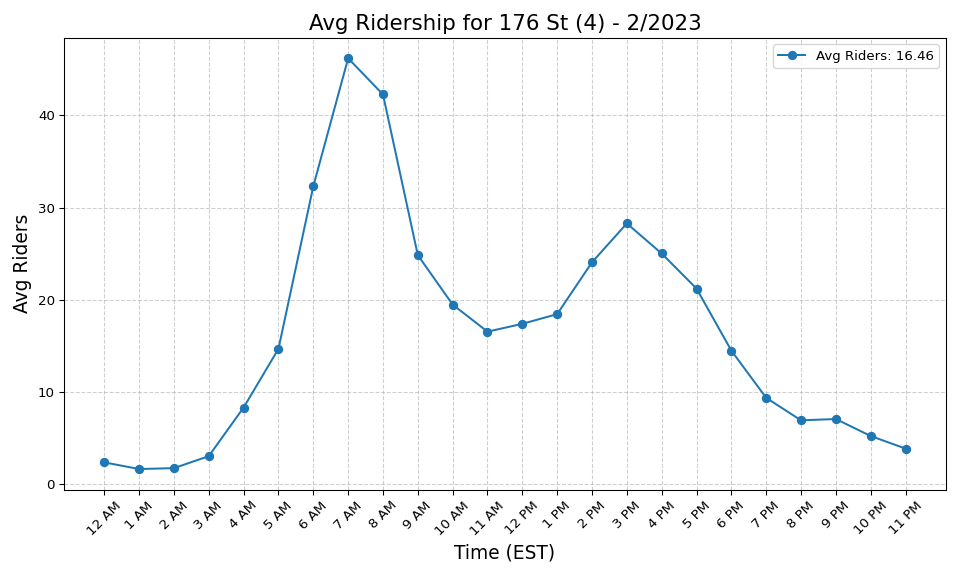 Avg Ridership for 176 St (4) - 2/2023
Avg Riders: 16.46
Avg Riders
40
30
20
10
0
12 AM 1 AM 2 AM 3 AM 4 AM 5 AM 6 AM 7 AM 8 AM 9 AM 10 AM 11 AM 12 PM 1 PM 2 PM 3 PM 4 PM 5 PM 6 PM 7 PM 8 PM 9 PM 10 PM 11 PM
Time (EST)